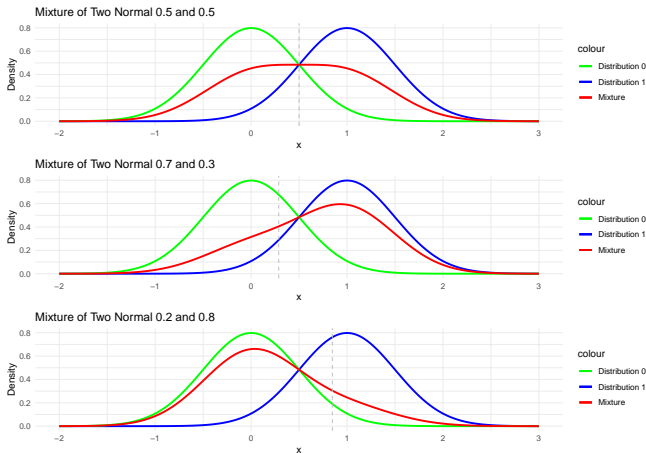 Mixture of Two Normal 0.5 and 0.5
0.8
0.6
0.4
0.2
0.0
Density
−2 −1 0 1 2 3
x
colour
Distribution 0
Distribution 1
Mixture
Mixture of Two Normal 0.7 and 0.3
0.8
0.6
0.4
0.2
0.0
Density
−2 −1 0 1 2 3
x
colour
Distribution 0
Distribution 1
Mixture
Mixture of Two Normal 0.2 and 0.8
0.8
0.6
0.4
0.2
0.0
Density
−2 −1 0 1 2 3
x
colour
Distribution 0
Distribution 1
Mixture